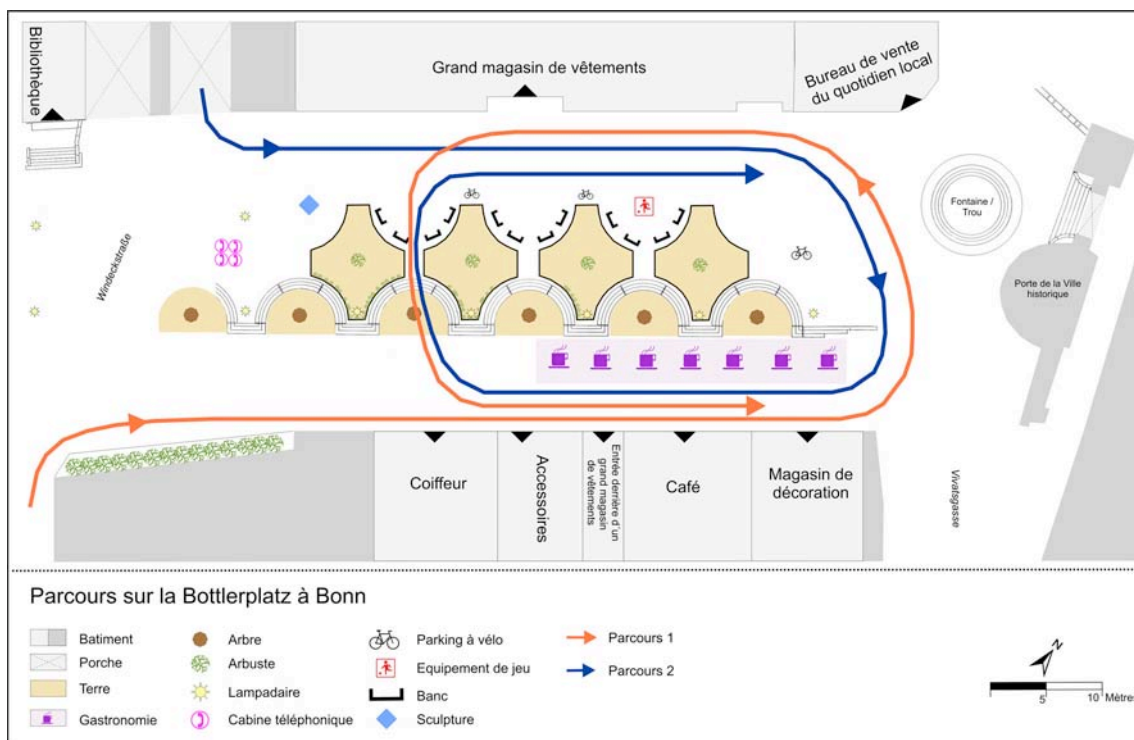 Bibliothèque
Grand magasin de vêtements
Bureau de vente
du quotidien local
Windeckstraße
Fontaine /
Trou
Porte de la Ville
historique
Coiffeur
Accessoires
Entrée derrière d´un
grand magasin
de vêtements
Café
Magasin de
décoration
Vivatsgasse
Parcours sur la Bottlerplatz à Bonn
Batiment
Porche
Terre
Gastronomie
Arbre
Arbuste
Lampadaire
Cabine téléphonique
Parking à vélo
Equipement de jeu
Banc
Sculpture
Parcours 1
Parcours 2
N
5
10 Mètres